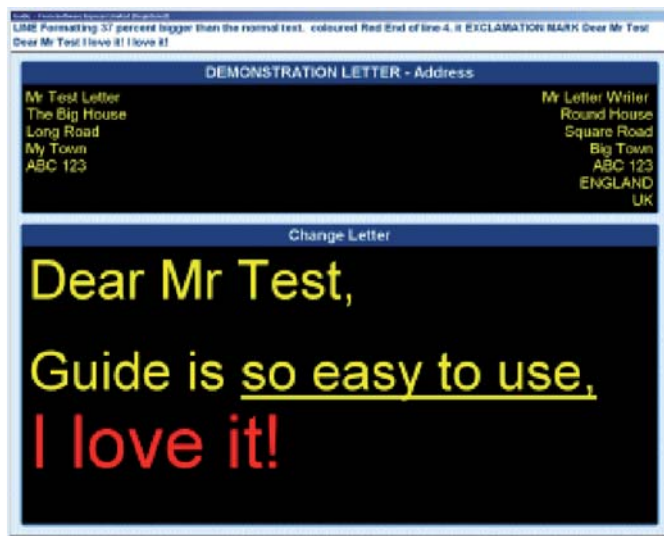 LINE Formatting 37 percent bigger than the normal text. coloured Red End of line 4. it EXCLAMATION MARK Dear Mr Test
Dear Mr Test I love it! I love it!
DEMONSTRATION LETTER - Address
Mr Test Letter
The Big House
Long Road
My Town
ABC 123
Mr Letter Writer
Round House
Square Road
Big Town
ABC 123
ENGLAND
UK
Change Letter
Dear Mr Test,
Guide is so easy to use,
I love it!